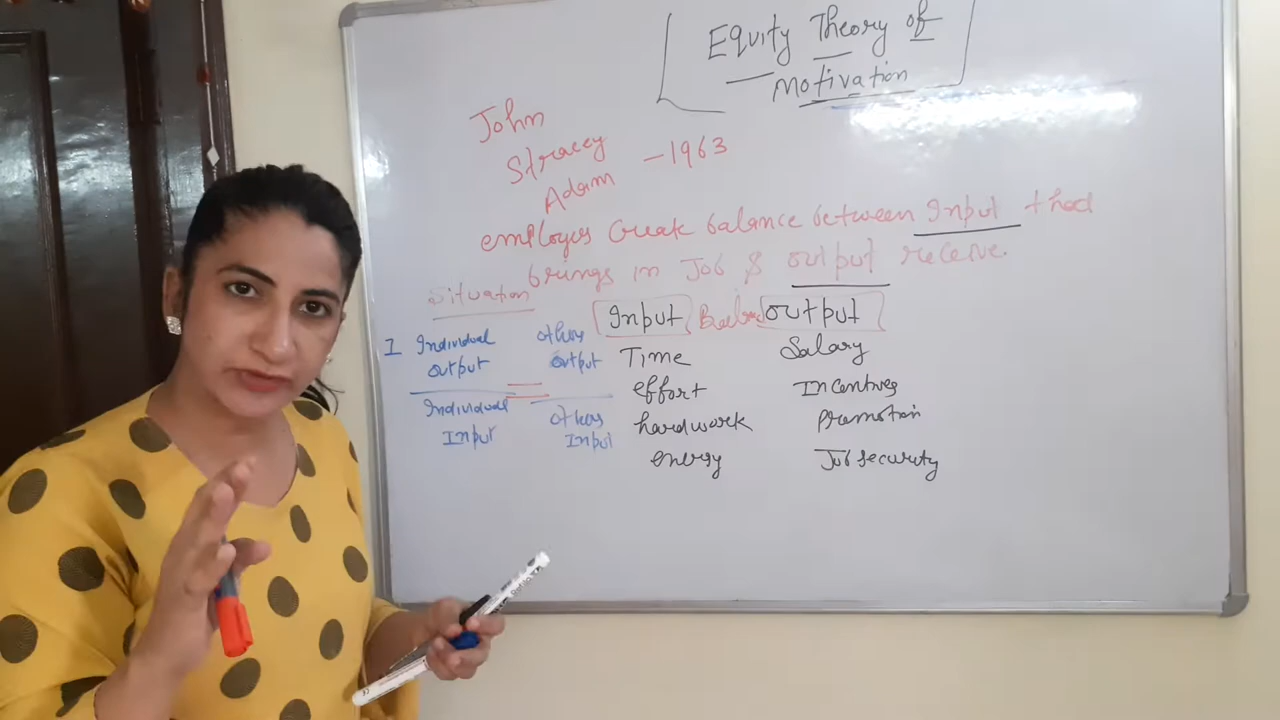 Equity Theory of
Motivation
John
Stracey
Adam
-1963
employees Create balance between Input thad
brings in Job & output receive.
Situation
Input
output
I Individual
output
Individual
Input
=
others
output
others
Input
Time
effort
hardwork
energy
Salary
Incentives
promotion
Job security